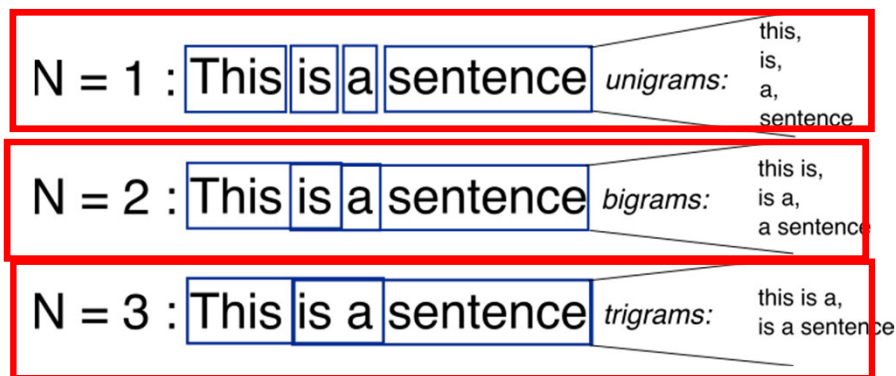 N = 1 : This is a sentence unigrams:
this,
is,
a,
sentence
N = 2 : This is a sentence bigrams:
this is,
is a,
a sentence
N = 3 : This is a sentence trigrams:
this is a,
is a sentence